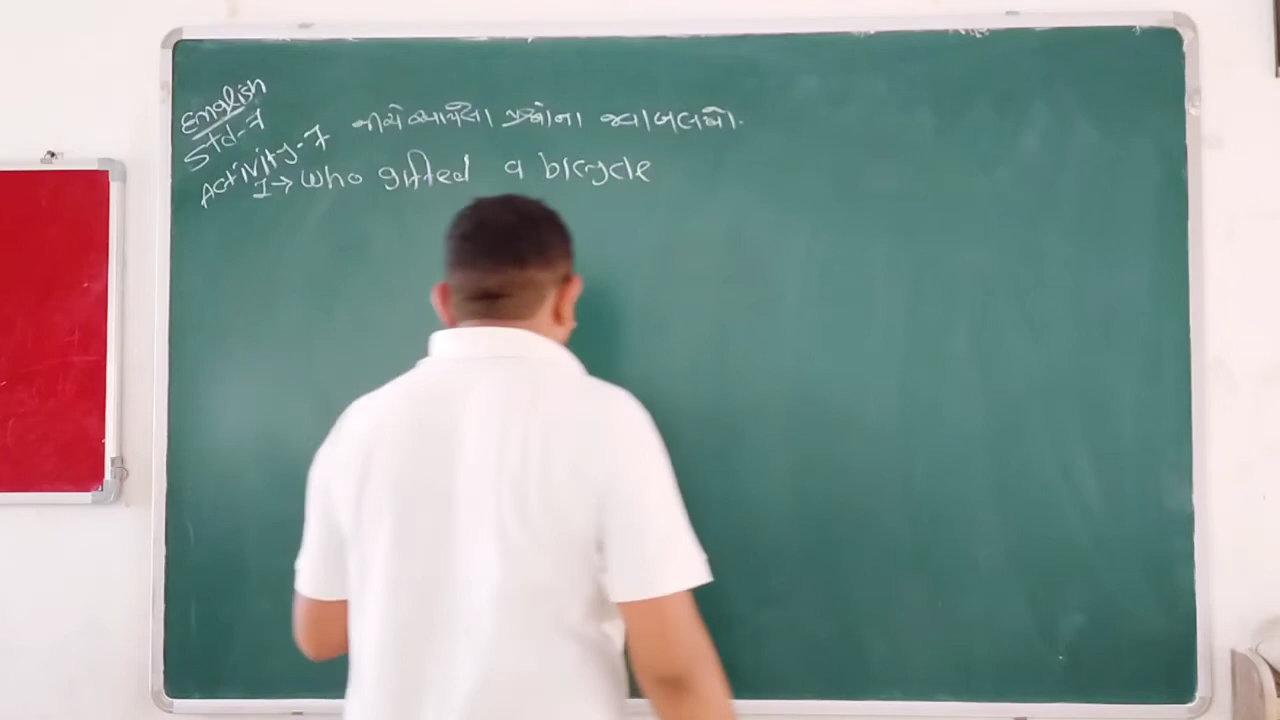 English
Std-7
Activity-7
નીચે આપેલા પ્રશ્નોના જવાબ લખો.
1→ Who gifted a bicycle